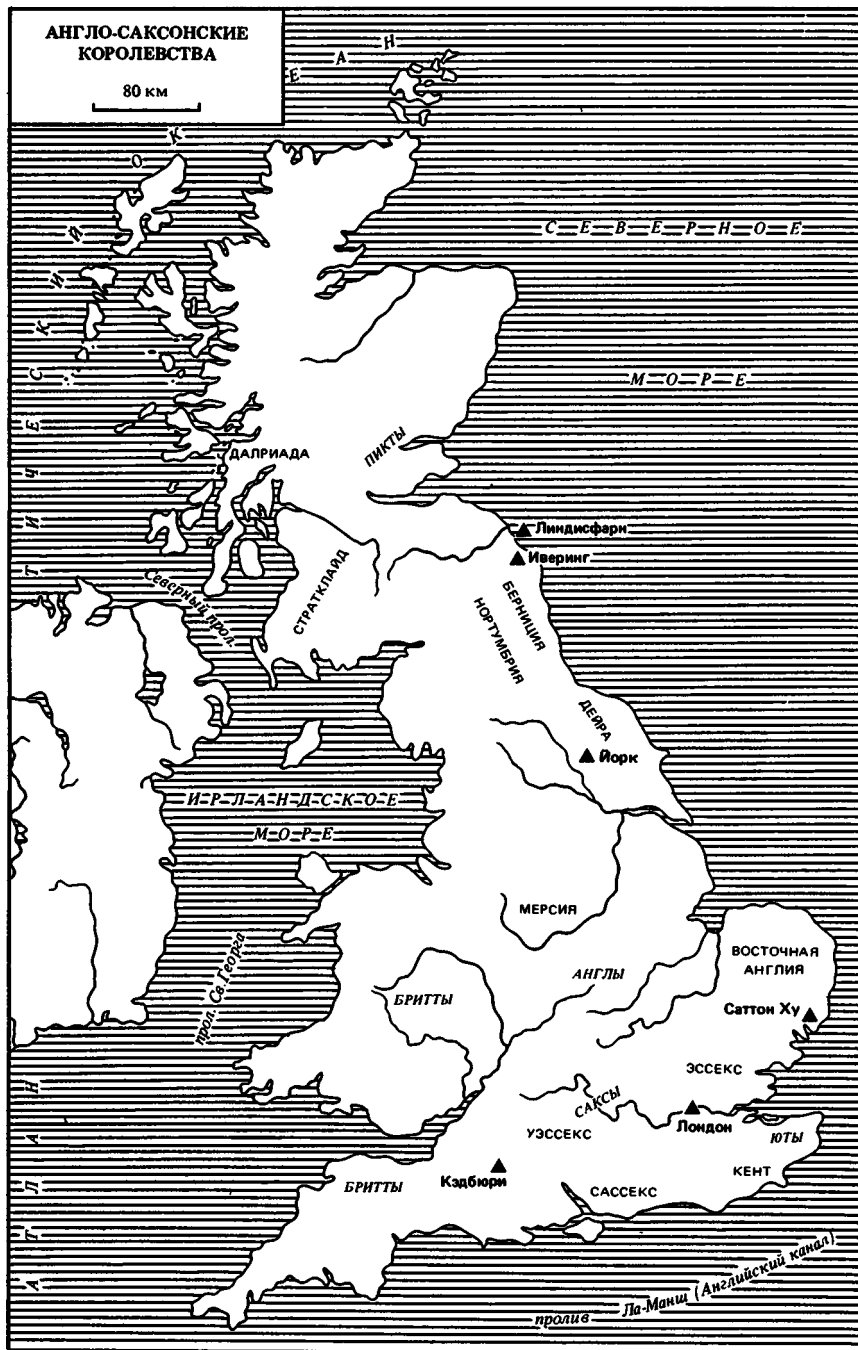 АНГЛО-САКСОНСКИЕ
КОРОЛЕВСТВА
80 км
АТЛАНТИЧЕСКИЙ ОКЕАН
СЕВЕРНОЕ
МОРЕ
ПИКТЫ
ДАЛРИАДА
Линдисфарн
Иверинг
СТРАТКЛАЙД
Северный прол.
БЕРНИЦИЯ
НОРТУМБРИЯ
ДЕЙРА
Йорк
ИРЛАНДСКОЕ
МОРЕ
МЕРСИЯ
ВОСТОЧНАЯ
АНГЛИЯ
АНГЛЫ
БРИТТЫ
прол. Св. Георга
Саттон Ху
ЭССЕКС
САКСЫ
Лондон
УЭССЕКС
ЮТЫ
КЕНТ
Кэдбюри
БРИТТЫ
САССЕКС
пролив Ла-Манш (Английский канал)